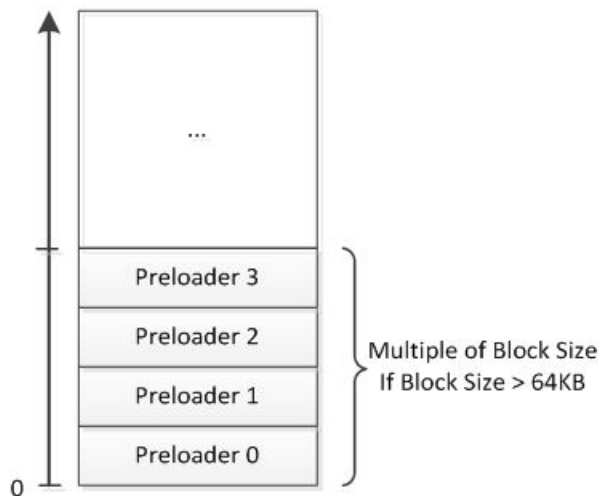 ...
Preloader 3
Preloader 2
Preloader 1
Preloader 0
Multiple of Block Size
If Block Size > 64KB
0